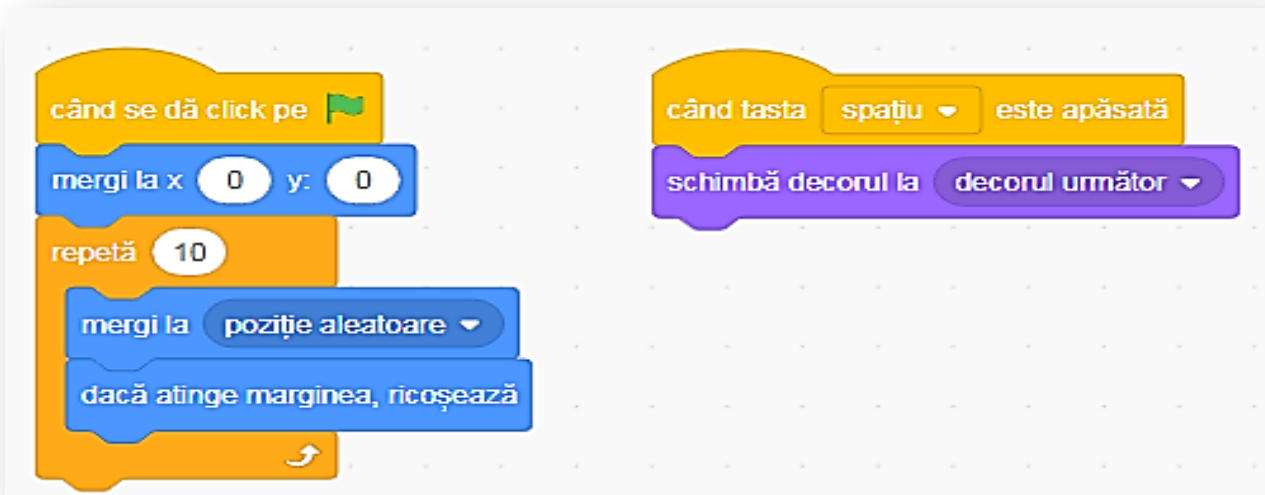 când se dă click pe
mergi la x 0 y: 0
repetă 10
mergi la poziție aleatoare
dacă atinge marginea, ricoșează
când tasta spațiu este apăsată
schimbă decorul la decorul următor